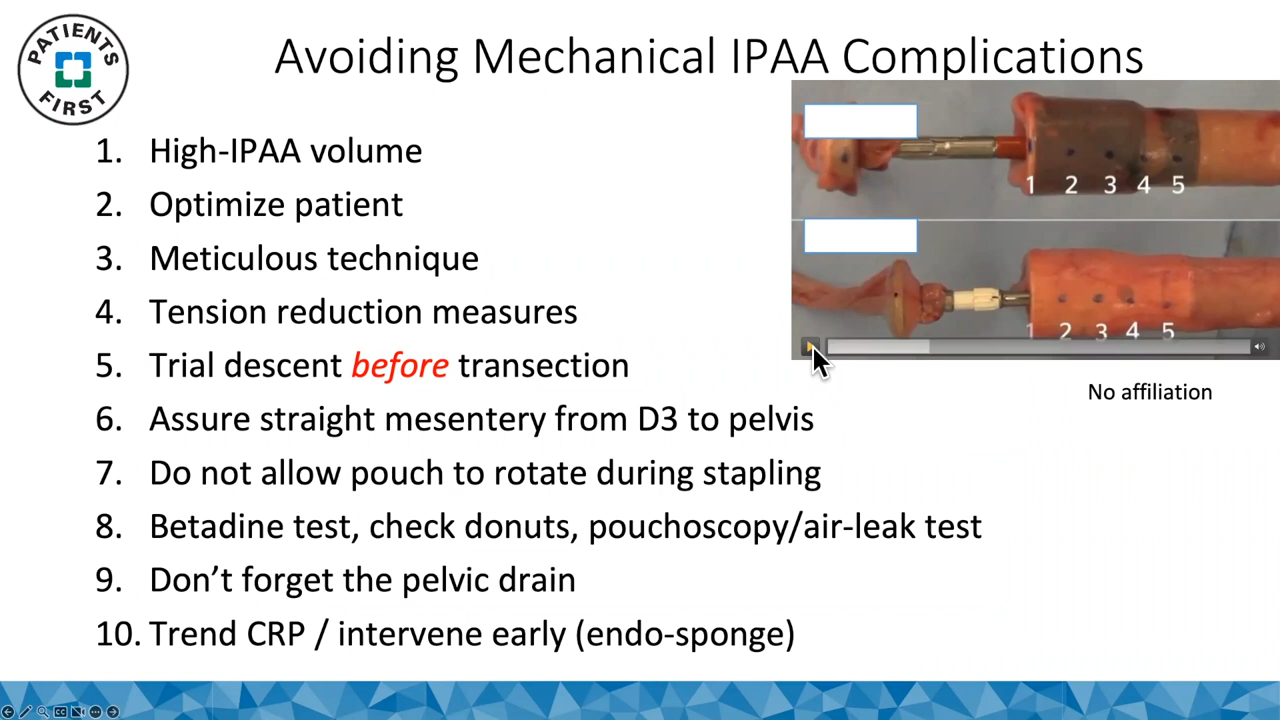 PATIENTS
FIRST
Avoiding Mechanical IPAA Complications
1. High-IPAA volume
2. Optimize patient
3. Meticulous technique
4. Tension reduction measures
5. Trial descent before transection
6. Assure straight mesentery from D3 to pelvis
7. Do not allow pouch to rotate during stapling
8. Betadine test, check donuts, pouchoscopy/air-leak test
9. Don’t forget the pelvic drain
10. Trend CRP / intervene early (endo-sponge)
1 2 3 4 5
1 2 3 4 5
No affiliation